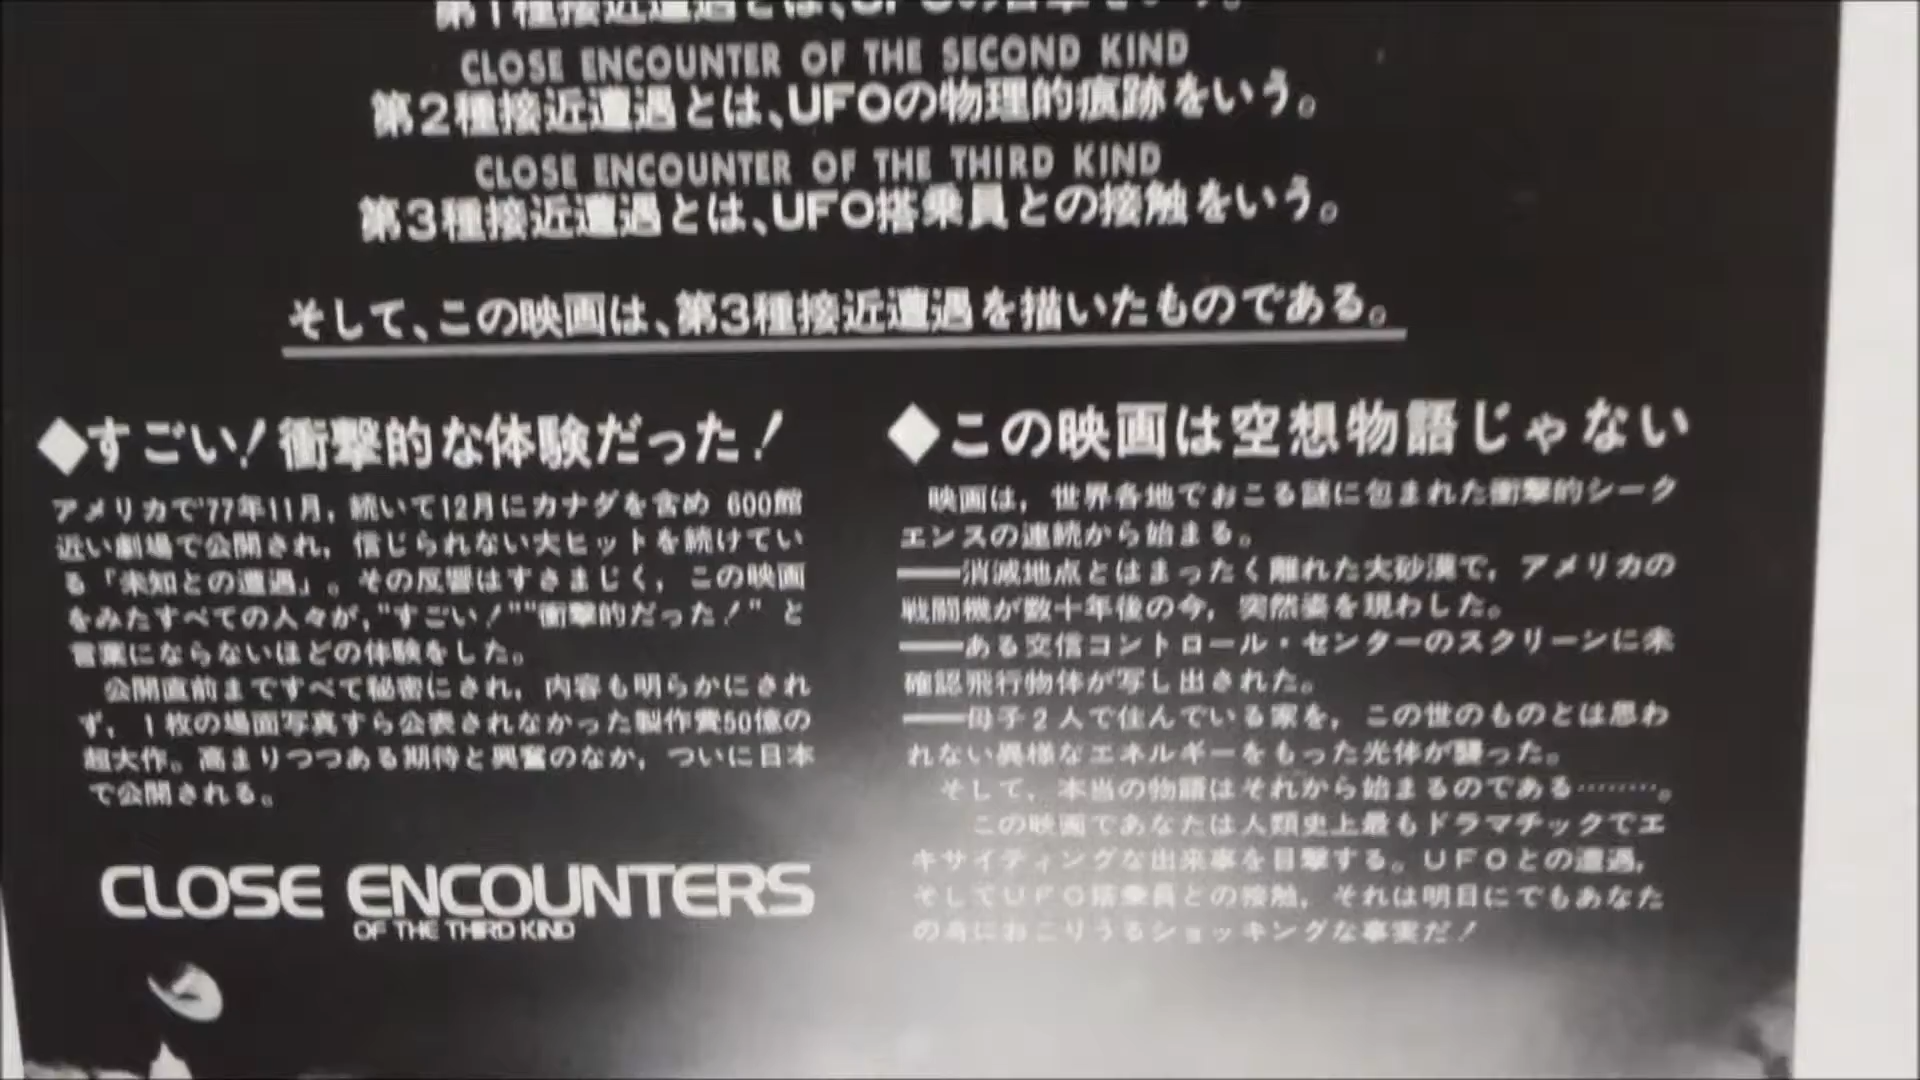 第1種接近遭遇とは、UFOの目撃をいう。
CLOSE ENCOUNTER OF THE SECOND KIND
第2種接近遭遇とは、UFOの物理的痕跡をいう。
CLOSE ENCOUNTER OF THE THIRD KIND
第3種接近遭遇とは、UFO搭乗員との接触をいう。
そして、この映画は、第3種接近遭遇を描いたものである。
◆すごい!衝撃的な体験だった!
アメリカで'77年11月,続いて12月にカナダを含め 600館
近い劇場で公開され,信じられない大ヒットを続けてい
る「未知との遭遇」。その反響はすさまじく,この映画
をみたすべての人々が,"すごい!""衝撃的だった!" と
言葉にならないほどの体験をした。
公開直前まですべて秘密にされ,内容も明らかにされ
ず,1枚の場面写真すら公表されなかった製作費50億の
超大作。高まりつつある期待と興奮のなか,ついに日本
で公開される。
CLOSE ENCOUNTERS
OF THE THIRD KIND
◆この映画は空想物語じゃない
映画は,世界各地でおこる謎に包まれた衝撃的シーク
エンスの連続から始まる。
――消滅地点とはまったく離れた大砂漠で,アメリカの
戦闘機が数十年後の今,突然姿を現わした。
――ある交信コントロール・センターのスクリーンに未
確認飛行物体が写し出された。
――母子2人で住んでいる家を,この世のものとは思わ
れない異様なエネルギーをもった光体が襲った。
そして,本当の物語はそれから始まるのである………。
この映画であなたは人類史上最もドラマチックでエ
キサイティングな出来事を目撃する。UFOとの遭遇,
そしてUFO搭乗員との接触,それは明日にでもあなた
の身におこりうるショッキングな事実だ!